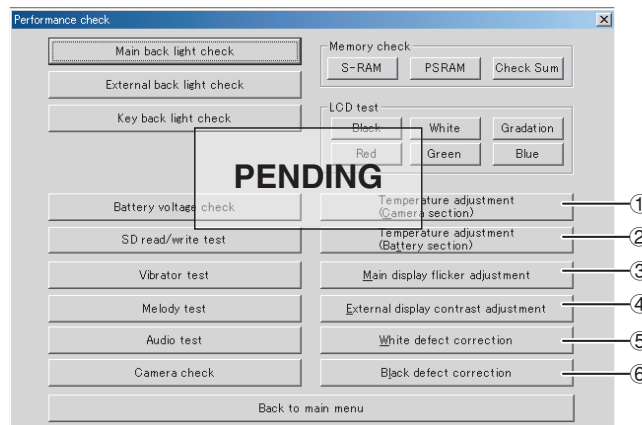 Performance check
Main back light check
External back light check
Key back light check
Memory check
S-RAM PSRAM Check Sum
LCD test
Black White Gradation
Red Green Blue
PENDING
Battery voltage check
SD read/write test
Vibrator test
Melody test
Audio test
Camera check
Temperature adjustment
(Camera section)
Temperature adjustment
(Battery section)
Main display flicker adjustment
External display contrast adjustment
White defect correction
Black defect correction
①
②
③
④
⑤
⑥
Back to main menu